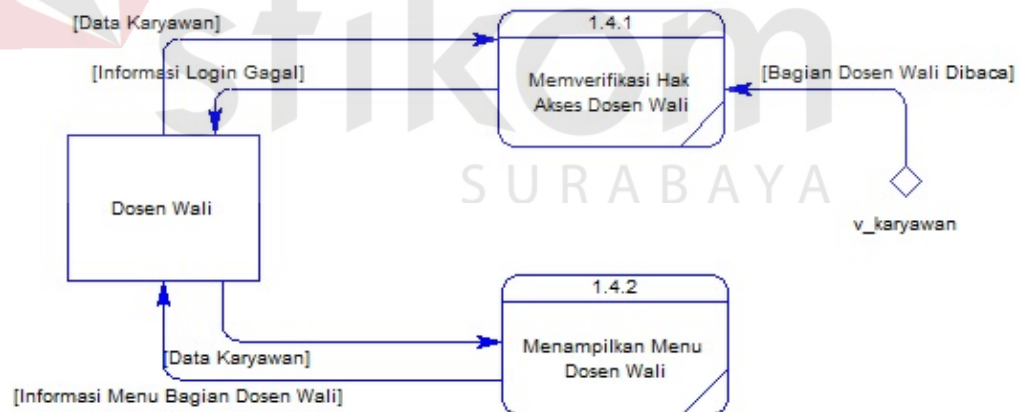 [Data Karyawan]
1.4.1
[Informasi Login Gagal]
Memverifikasi Hak
Akses Dosen Wali
[Bagian Dosen Wali Dibaca]
stikom
SURABAYA
Dosen Wali
v_karyawan
1.4.2
[Data Karyawan]
Menampilkan Menu
Dosen Wali
[Informasi Menu Bagian Dosen Wali]